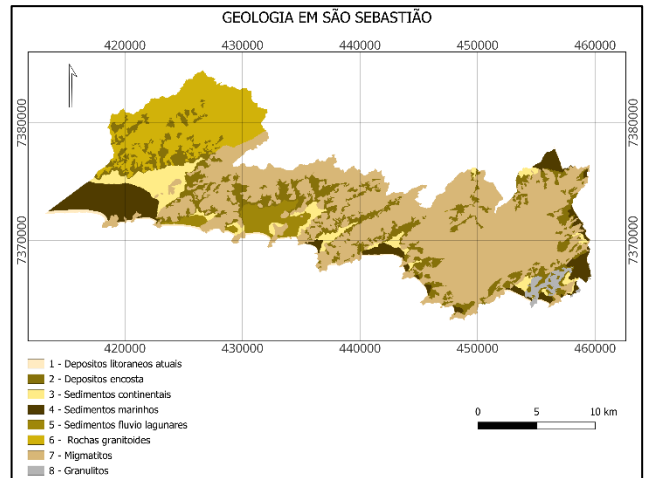 GEOLOGIA EM SÃO SEBASTIÃO
420000 430000 440000 450000 460000
7380000 7380000
7370000 7370000
420000 430000 440000 450000 460000
1 - Depositos litoraneos atuais
2 - Depositos encosta
3 - Sedimentos continentais
4 - Sedimentos marinhos
5 - Sedimentos fluvio lagunares
6 - Rochas granitoides
7 - Migmatitos
8 - Granulitos
0 5 10 km